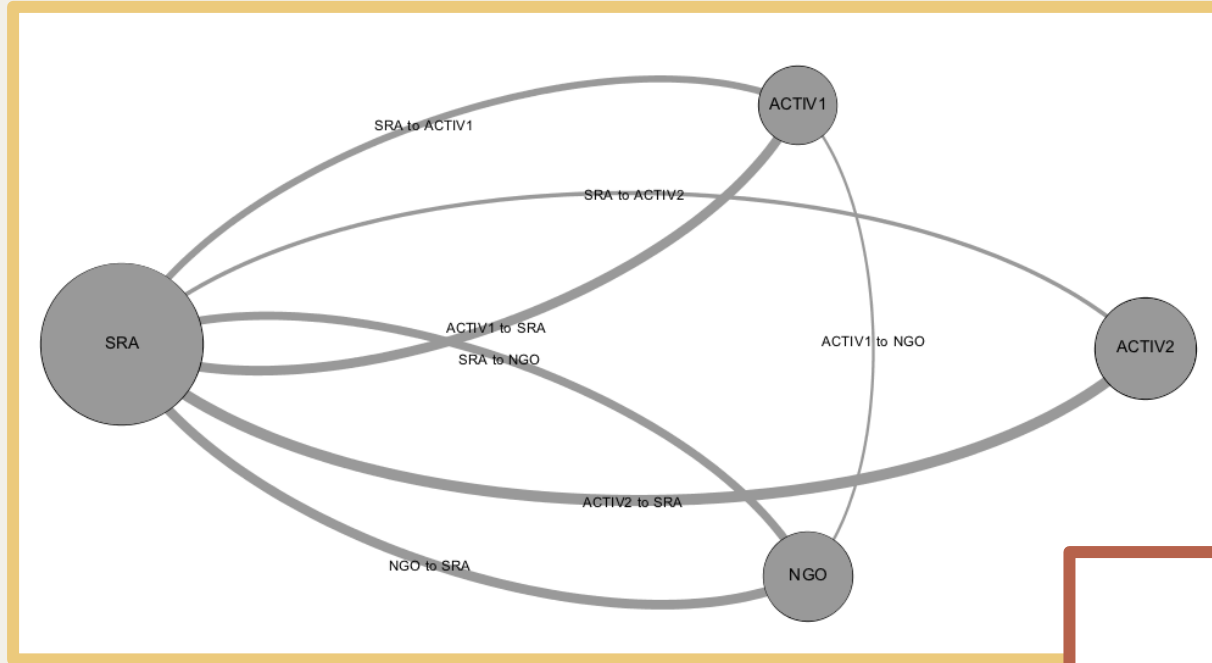 ACTIV1
SRA to ACTIV1
SRA to ACTIV2
ACTIV1 to SRA
SRA
ACTIV1 to NGO
ACTIV2
SRA to NGO
ACTIV2 to SRA
NGO to SRA
NGO